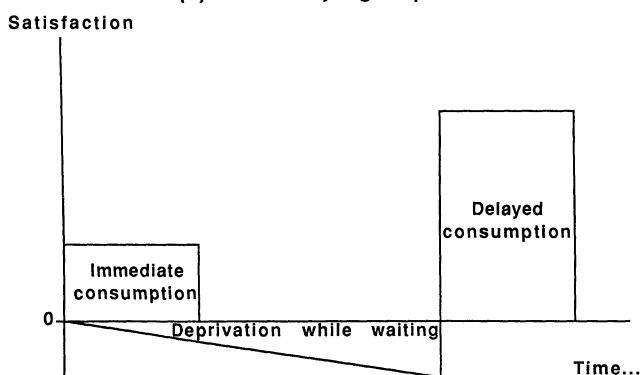 Satisfaction
Delayed
consumption
Immediate
consumption
0
Deprivation while waiting
Time...